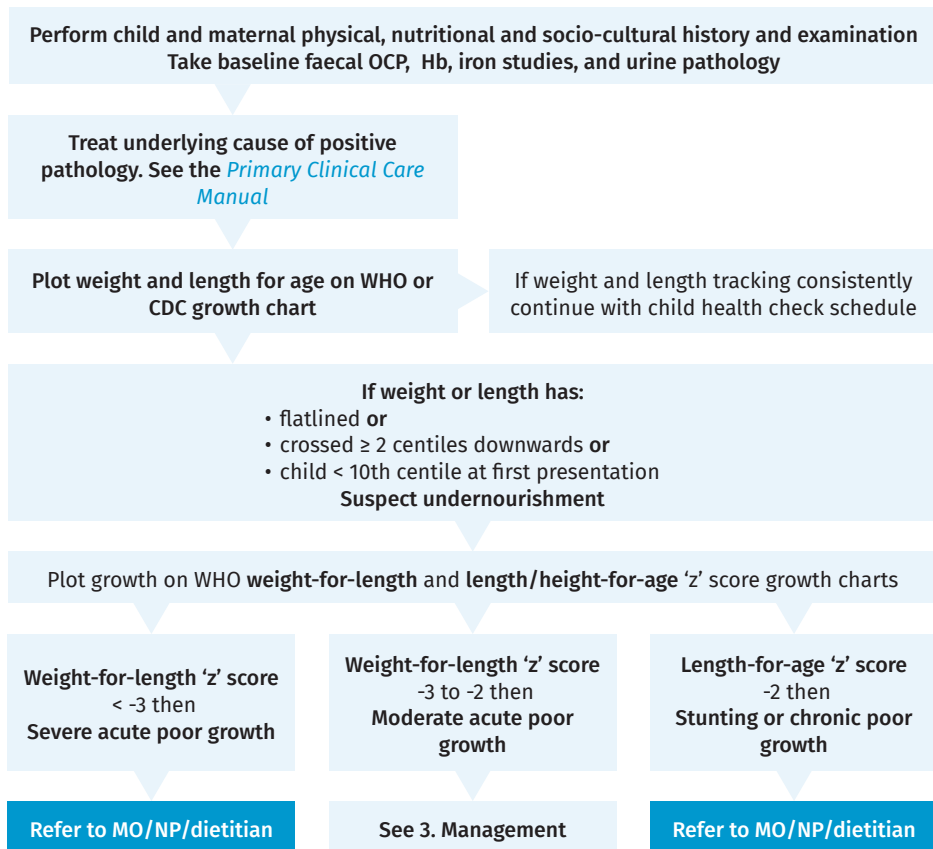 Perform child and maternal physical, nutritional and socio-cultural history and examination
Take baseline faecal OCP, Hb, iron studies, and urine pathology
Treat underlying cause of positive
pathology. See the Primary Clinical Care
Manual
Plot weight and length for age on WHO or
CDC growth chart
If weight and length tracking consistently
continue with child health check schedule
If weight or length has:
• flatlined or
• crossed ≥ 2 centiles downwards or
• child < 10th centile at first presentation
Suspect undernourishment
Plot growth on WHO weight-for-length and length/height-for-age ‘z’ score growth charts
Weight-for-length ‘z’ score
< -3 then
Severe acute poor growth
Weight-for-length ‘z’ score
-3 to -2 then
Moderate acute poor
growth
Length-for-age ‘z’ score
-2 then
Stunting or chronic poor
growth
Refer to MO/NP/dietitian
See 3. Management
Refer to MO/NP/dietitian